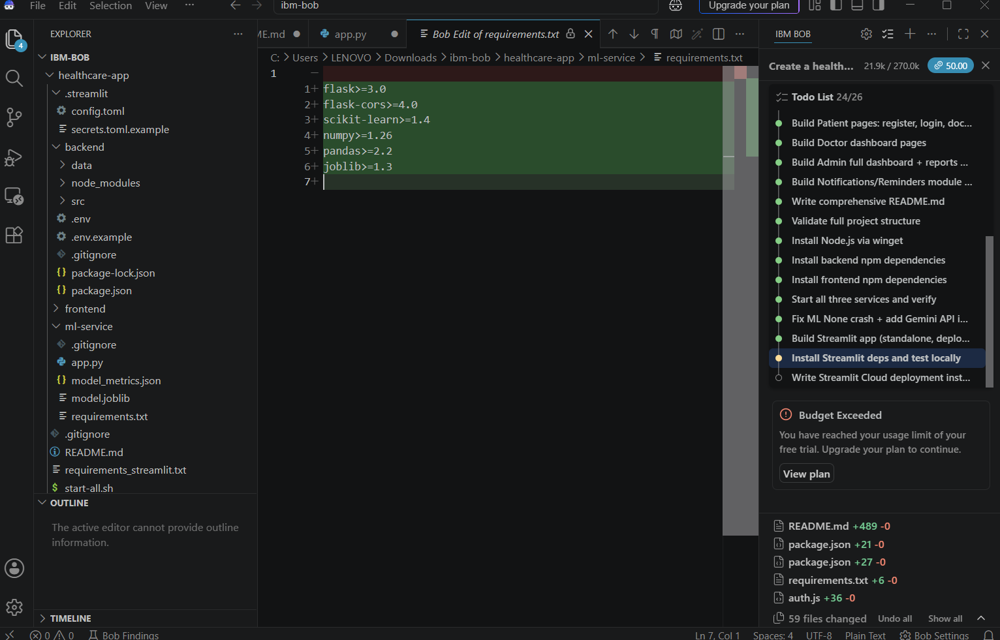 File Edit Selection View ··· ibm-bob Upgrade your plan
4
EXPLORER ···
IBM-BOB
healthcare-app
.streamlit
config.toml
secrets.toml.example
backend
data
node_modules
src
.env
.env.example
.gitignore
package-lock.json
package.json
frontend
ml-service
.gitignore
app.py
model_metrics.json
model.joblib
requirements.txt
.gitignore
README.md
requirements_streamlit.txt
start-all.sh
OUTLINE
The active editor cannot provide outline
information.
TIMELINE
ME.md app.py Bob Edit of requirements.txt
C: > Users > LENOVO > Downloads > ibm-bob > healthcare-app > ml-service > requirements.txt
1 −
1+ flask>=3.0
2+ flask-cors>=4.0
3+ scikit-learn>=1.4
4+ numpy>=1.26
5+ pandas>=2.2
6+ joblib>=1.3
7+
IBM BOB
Create a health... 21.9k / 270.0k 50.00
Todo List 24/26
Build Patient pages: register, login, doc...
Build Doctor dashboard pages
Build Admin full dashboard + reports ...
Build Notifications/Reminders module ...
Write comprehensive README.md
Validate full project structure
Install Node.js via winget
Install backend npm dependencies
Install frontend npm dependencies
Start all three services and verify
Fix ML None crash + add Gemini API i...
Build Streamlit app (standalone, deplo...
Install Streamlit deps and test locally
Write Streamlit Cloud deployment inst...
Budget Exceeded
You have reached your usage limit of your
free trial. Upgrade your plan to continue.
View plan
README.md +489 -0
package.json +21 -0
package.json +27 -0
requirements.txt +6 -0
auth.js +36 -0
59 files changed Undo all Show all
0 0 Bob Findings Ln 7, Col 1 Spaces: 4 UTF-8 Plain Text Bob Settings